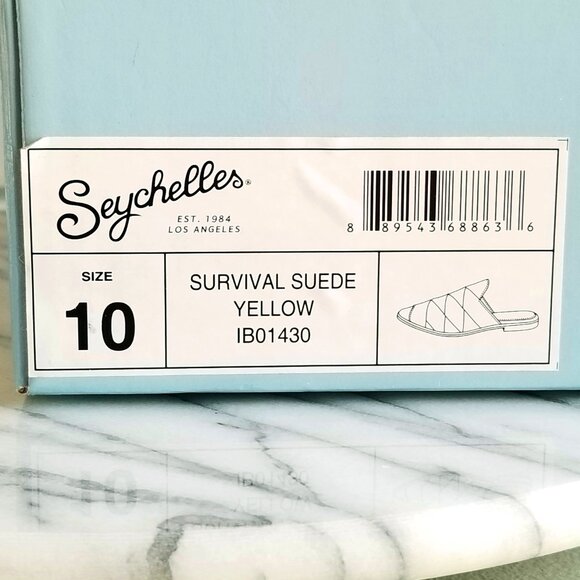 Seychelles®
EST. 1984
LOS ANGELES
8 89543 68863 6
SIZE
10
SURVIVAL SUEDE
YELLOW
IB01430